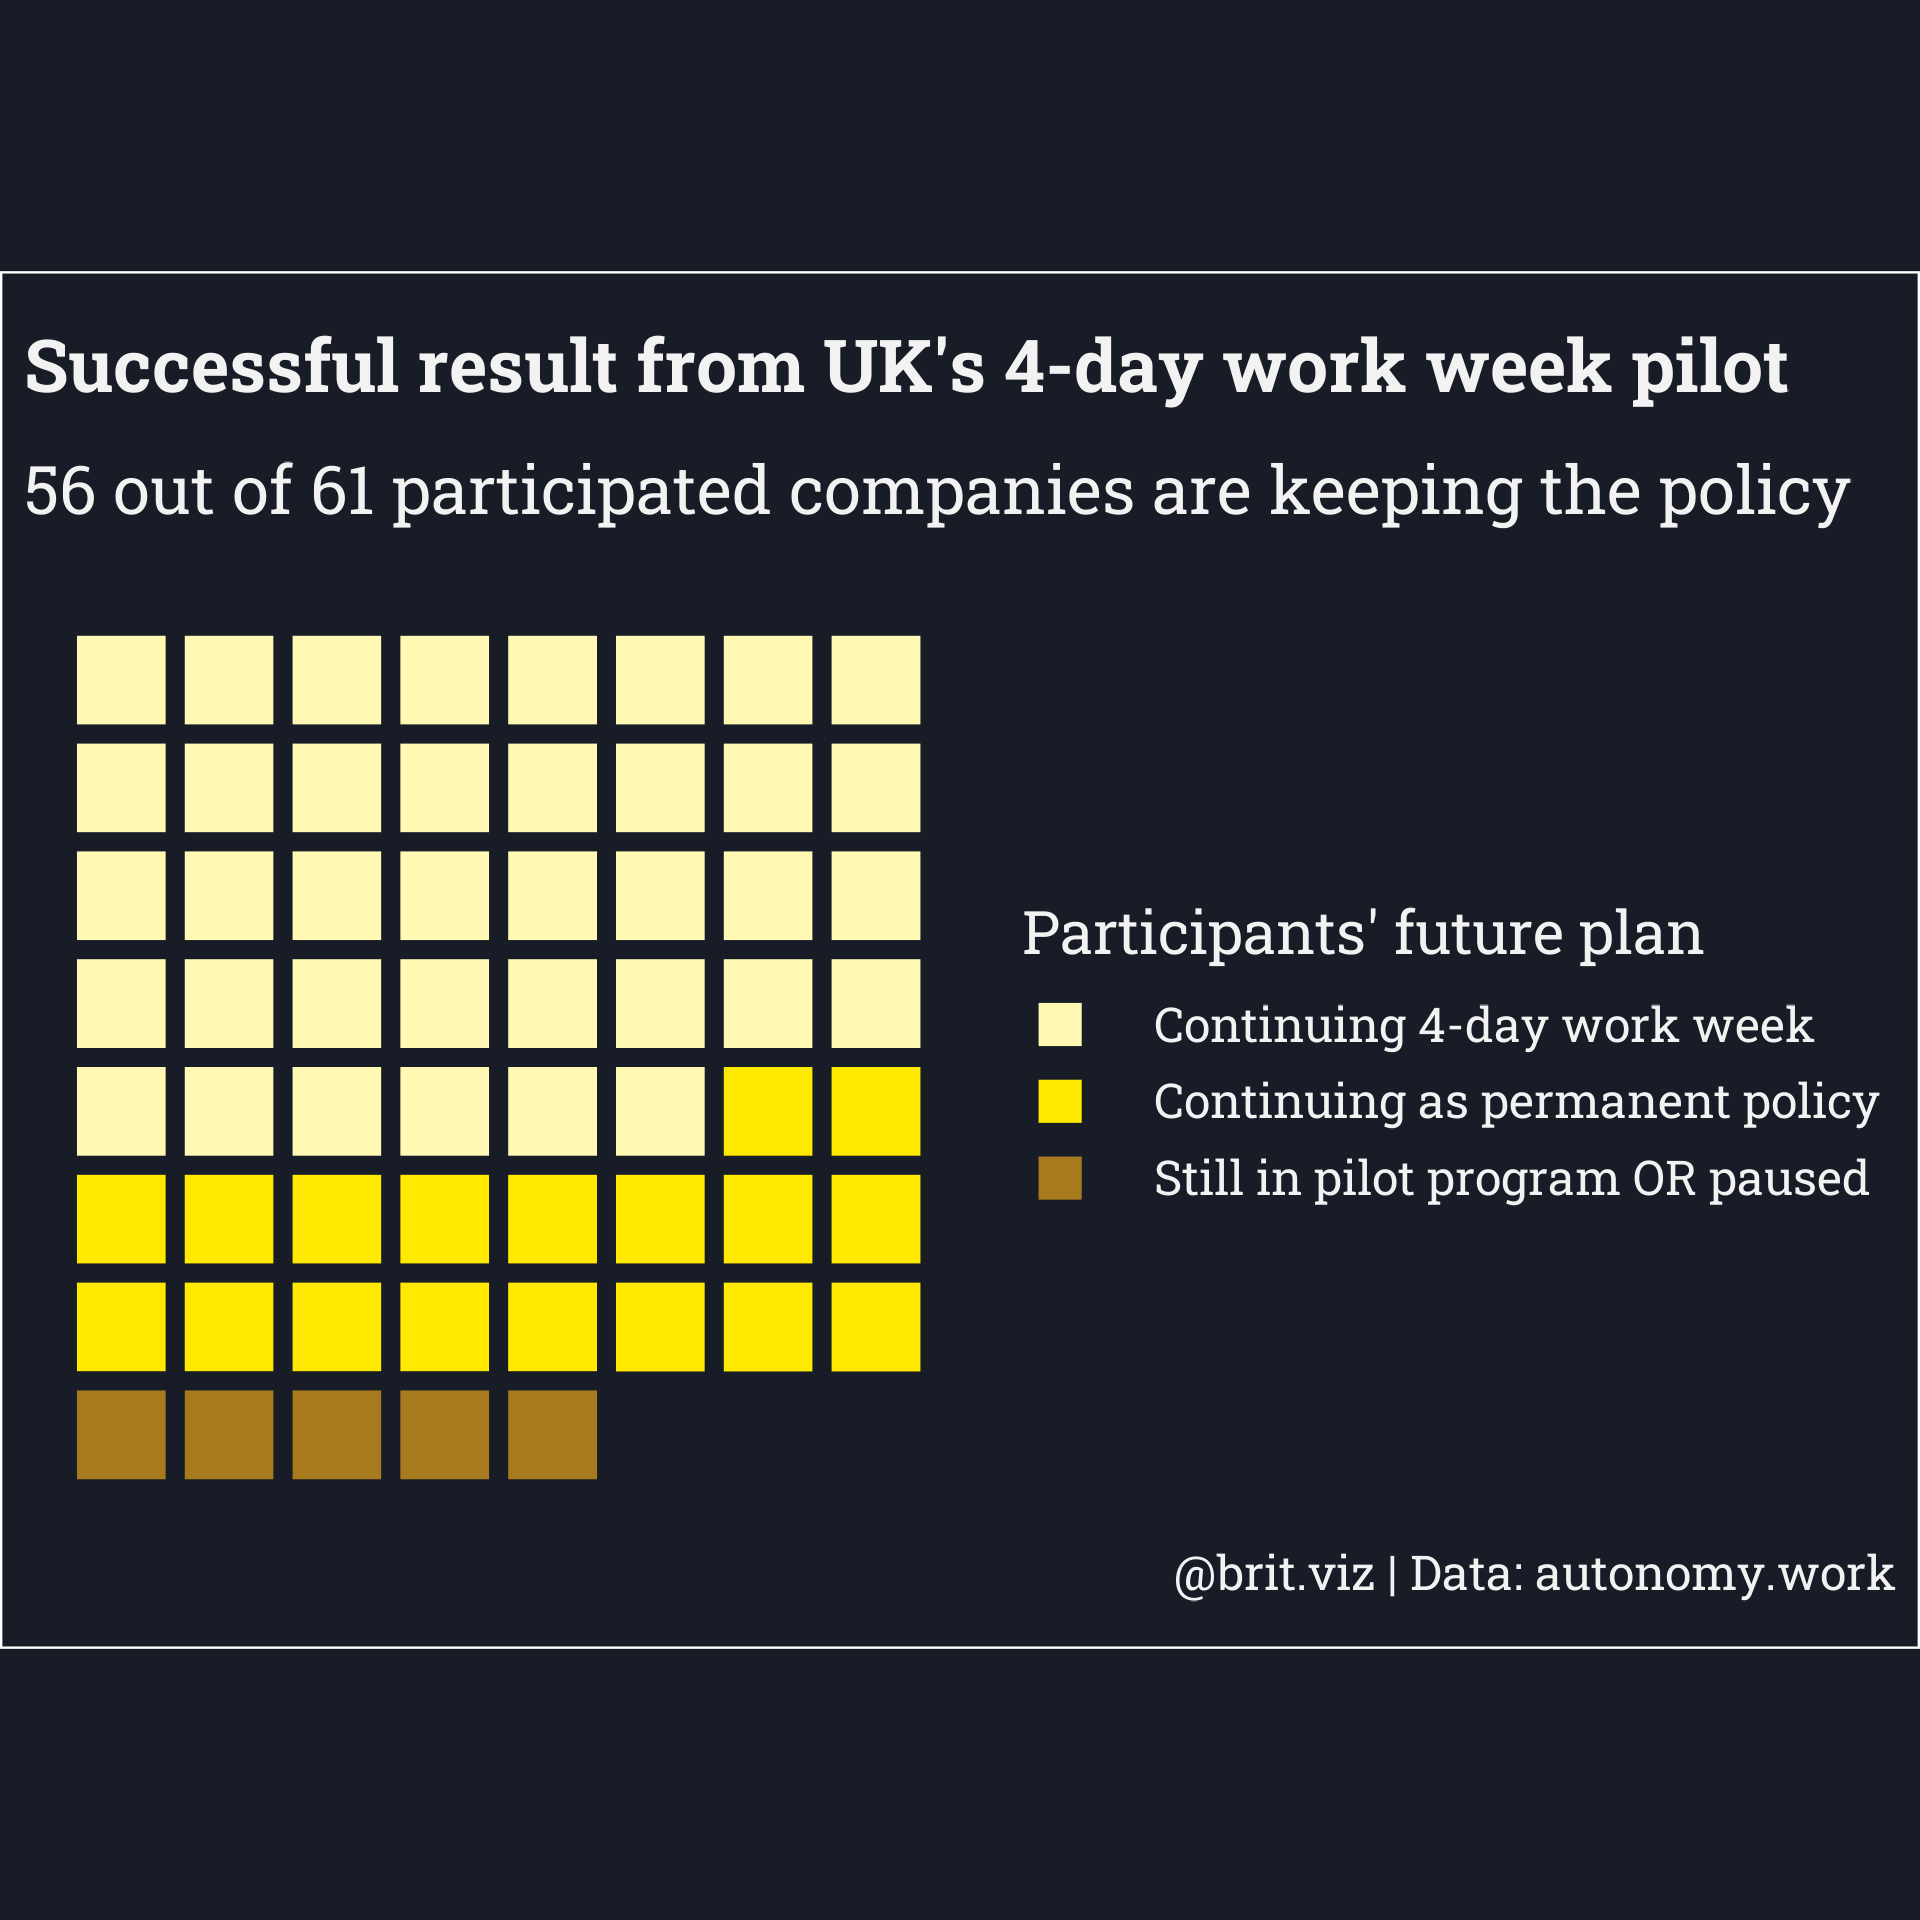 Successful result from UK's 4-day work week pilot
56 out of 61 participated companies are keeping the policy
Participants' future plan
Continuing 4-day work week
Continuing as permanent policy
Still in pilot program OR paused
@brit.viz | Data: autonomy.work